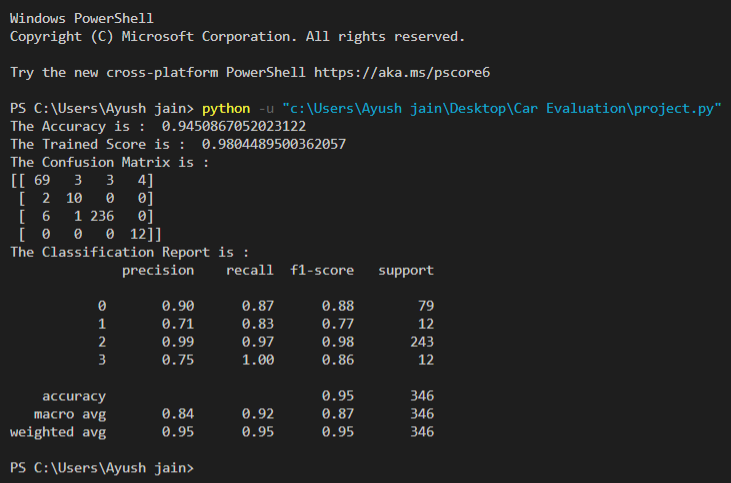 Windows PowerShell
Copyright (C) Microsoft Corporation. All rights reserved.
Try the new cross-platform PowerShell https://aka.ms/pscore6
PS C:\Users\Ayush jain> python -u "c:\Users\Ayush jain\Desktop\Car Evaluation\project.py"
The Accuracy is :  0.9450867052023122
The Trained Score is :  0.9804489500362057
The Confusion Matrix is :
[[ 69   3   3   4]
 [  2  10   0   0]
 [  6   1 236   0]
 [  0   0   0  12]]
The Classification Report is :
              precision    recall  f1-score   support
           0       0.90      0.87      0.88        79
           1       0.71      0.83      0.77        12
           2       0.99      0.97      0.98       243
           3       0.75      1.00      0.86        12
    accuracy                           0.95       346
   macro avg       0.84      0.92      0.87       346
weighted avg       0.95      0.95      0.95       346
PS C:\Users\Ayush jain>